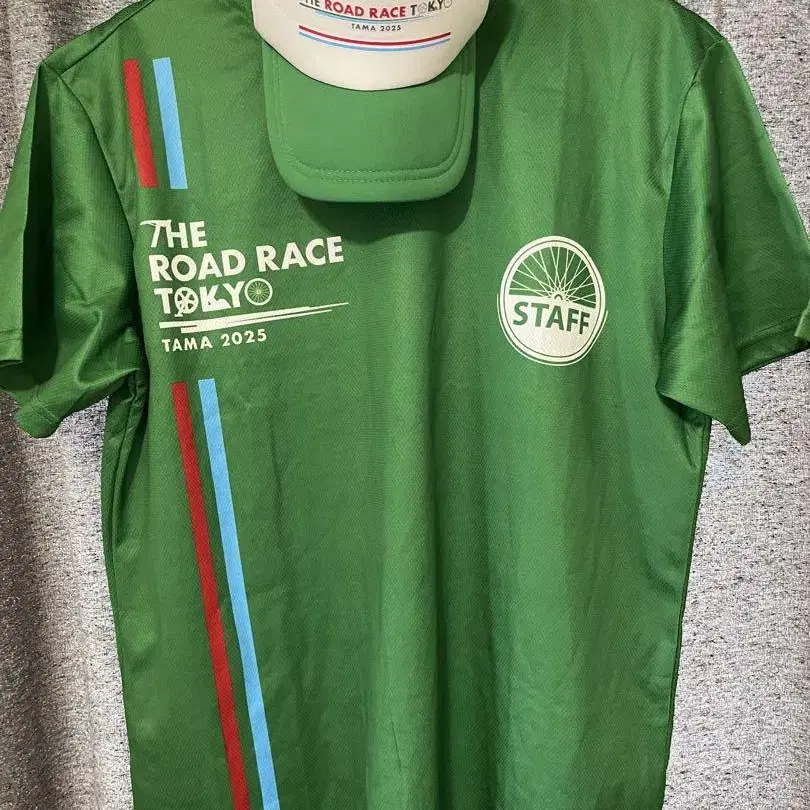 THE ROAD RACE TOKYO
TAMA 2025
THE
ROAD RACE
TOKYO
TAMA 2025
STAFF